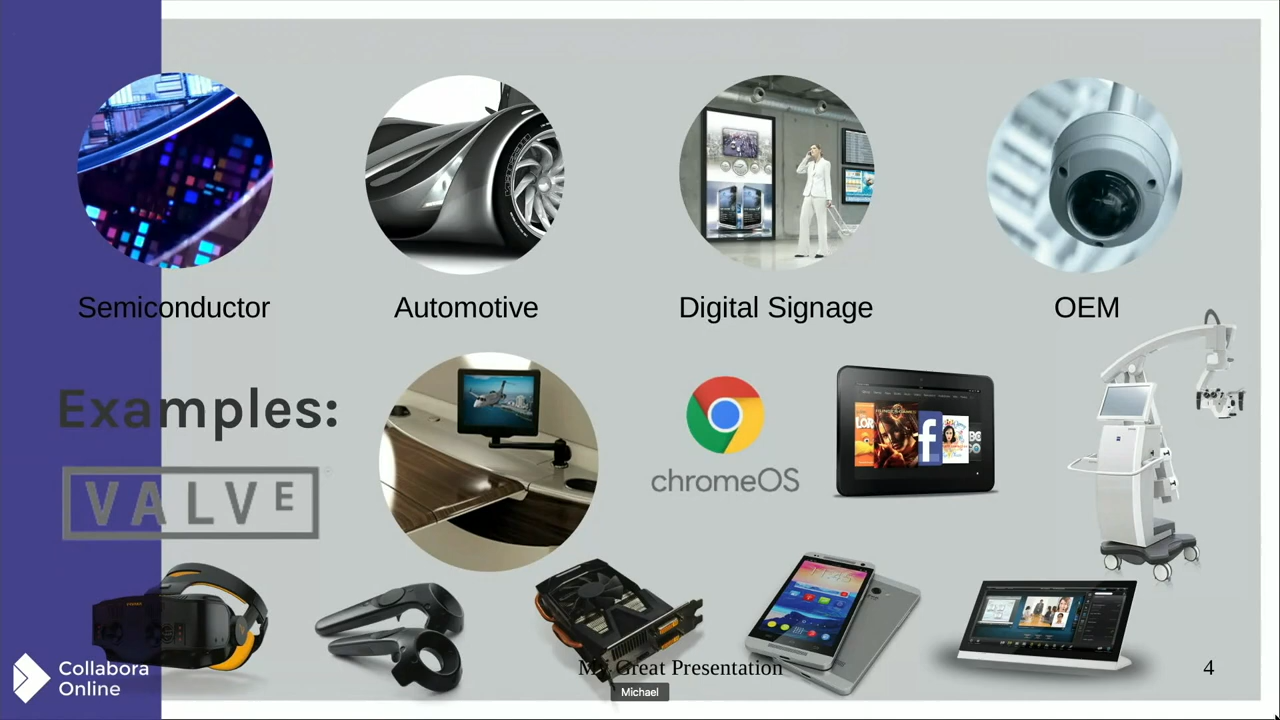 Semiconductor
Automotive
Digital Signage
OEM
Examples:
VALVE
chromeOS
f
Collabora
Online
My Great Presentation
4
Michael